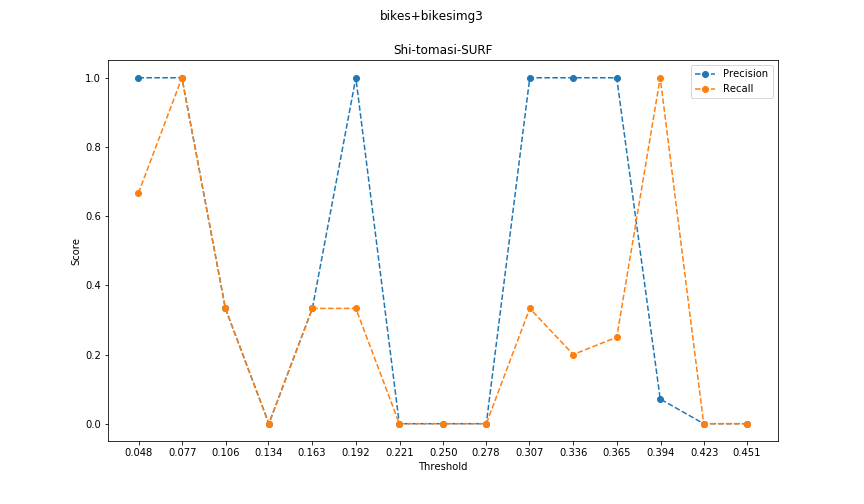 bikes+bikesimg3
Shi-tomasi-SURF
Precision
Recall
1.0
0.8
0.6
0.4
0.2
0.0
Score
0.048 0.077 0.106 0.134 0.163 0.192 0.221 0.250 0.278 0.307 0.336 0.365 0.394 0.423 0.451
Threshold